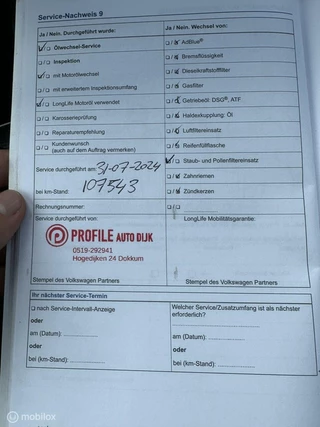 Service-Nachweis 9
Ja / Nein. Durchgeführt wurde:
Ölwechsel-Service
Inspektion
mit Motorölwechsel
mit erweitertem Inspektionsumfang
LongLife Motoröl verwendet
Karosserieprüfung
Reparaturempfehlung
Kundenwunsch
(auch auf dem Auftrag vermerken)
Service durchgeführt am: 31-07-2024
bei km-Stand: 107543
Rechnungsnummer:
Service durchgeführt von:
PROFILE AUTO DIJK
0519-292941
Hogedijken 24 Dokkum
Stempel des Volkswagen Partners
Ja / Nein. Wechsel von:
AdBlue®
Bremsflüssigkeit
Dieselkraftstofffilter
Gasfilter
Getriebeöl: DSG®, ATF
Haldexkupplung: Öl
Luftfiltereinsatz
Reifenfüllflasche
Staub- und Pollenfiltereinsatz
Zahnriemen
Zündkerzen
LongLife Mobilitätsgarantie:
Stempel des Volkswagen Partners
Ihr nächster Service-Termin
nach Service-Intervall-Anzeige
oder
am (Datum):
oder
bei (km-Stand):
Welcher Service/Zusatzumfang ist als nächster
erforderlich?
oder
am (Datum):
oder
bei (km-Stand):
mobilox